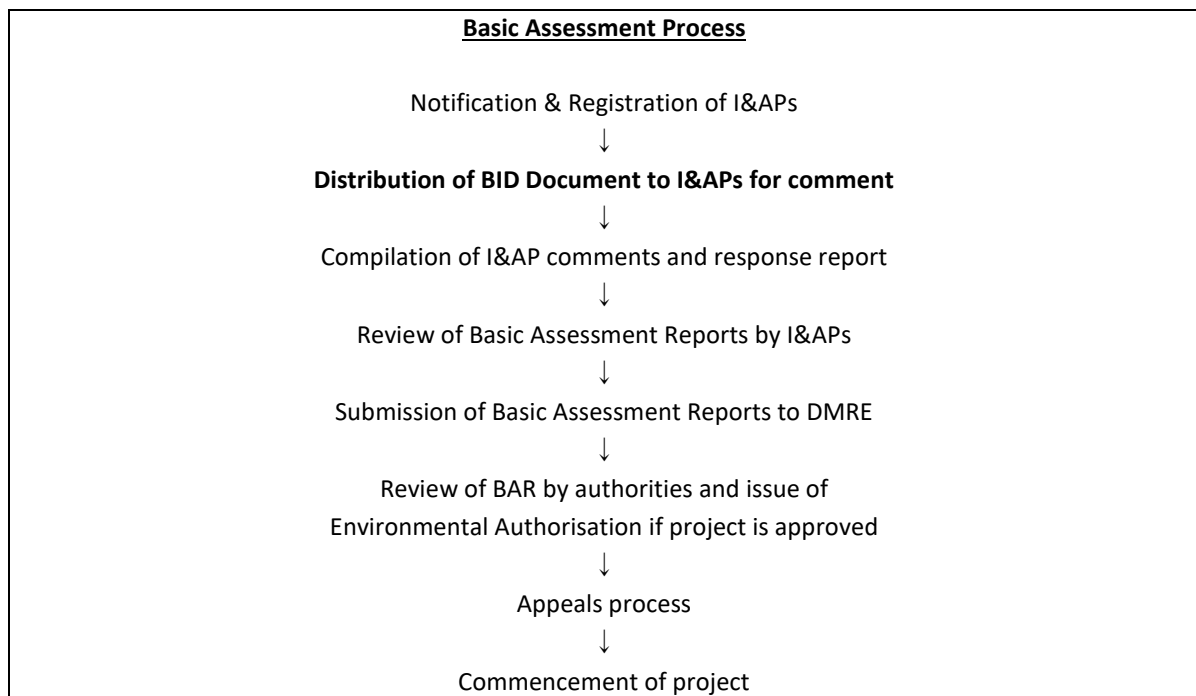 Basic Assessment Process
Notification & Registration of I&APs
↓
Distribution of BID Document to I&APs for comment
↓
Compilation of I&AP comments and response report
↓
Review of Basic Assessment Reports by I&APs
↓
Submission of Basic Assessment Reports to DMRE
↓
Review of BAR by authorities and issue of
Environmental Authorisation if project is approved
↓
Appeals process
↓
Commencement of project